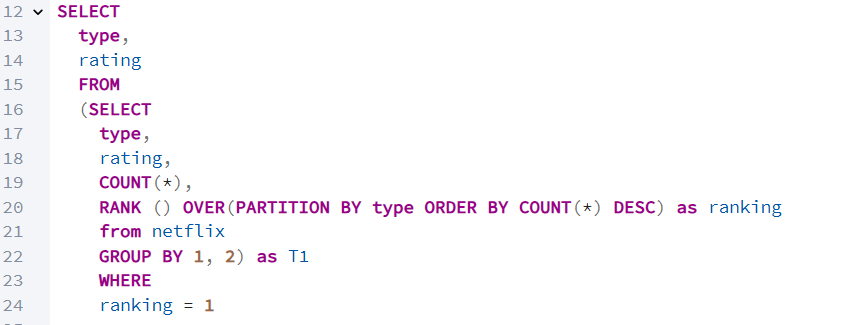 12 SELECT
13 type,
14 rating
15 FROM
16 (SELECT
17 type,
18 rating,
19 COUNT(*),
20 RANK () OVER(PARTITION BY type ORDER BY COUNT(*) DESC) as ranking
21 from netflix
22 GROUP BY 1, 2) as T1
23 WHERE
24 ranking = 1